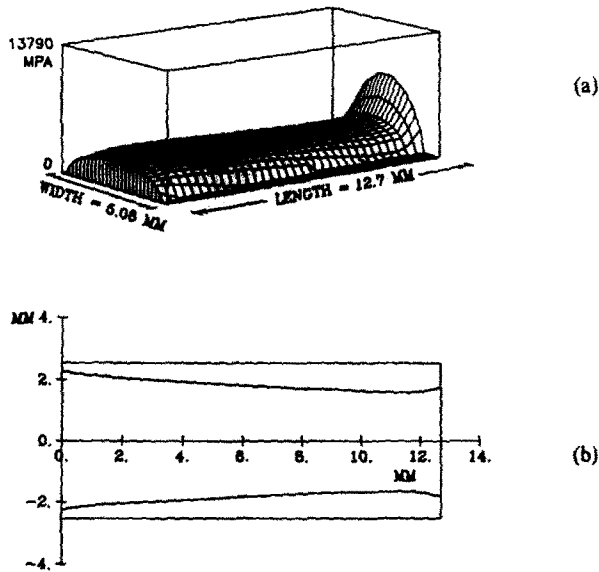 13790
MPA
(a)
0
WIDTH = 5.08 MM
LENGTH = 12.7 MM
MM 4.
2.
0.
0. 2. 4. 6. 8. 10. 12. 14.
MM
(b)
-2.
-4.